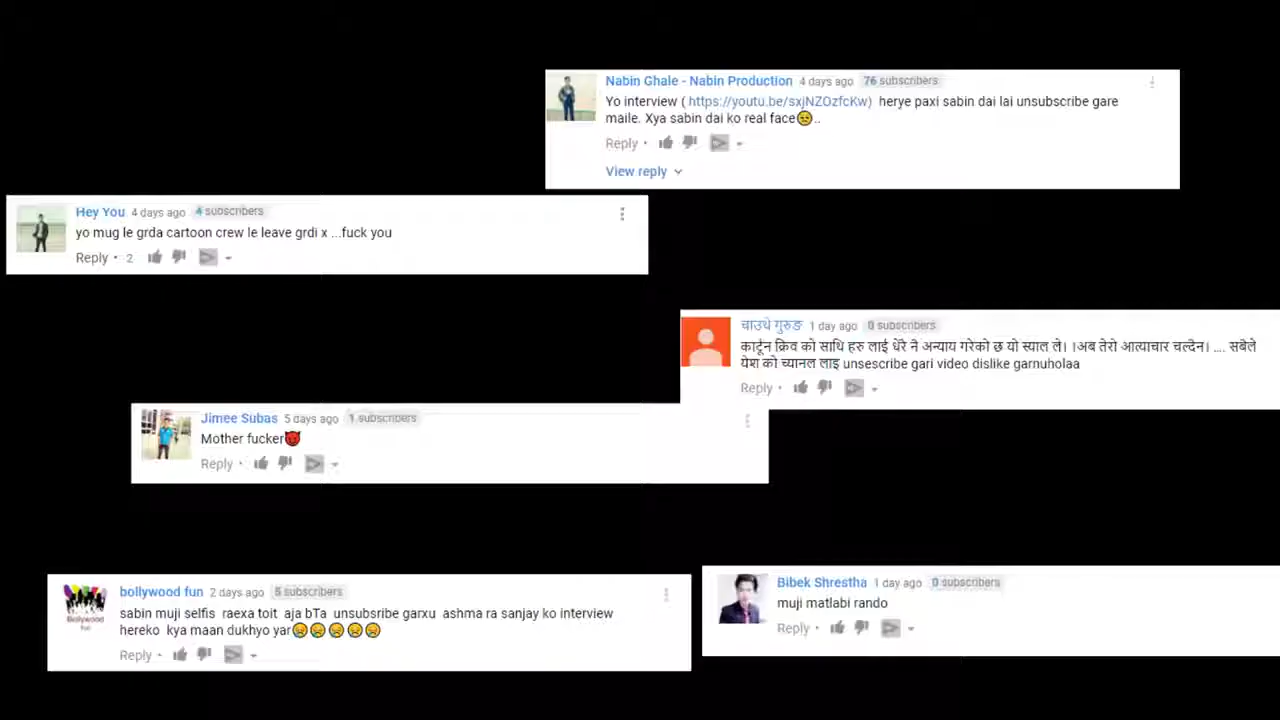 Nabin Ghale - Nabin Production 4 days ago 76 subscribers
Yo interview ( https://youtu.be/sxjNZOzfcKw) herye paxi sabin dai lai unsubscribe gare
maile. Xya sabin dai ko real face😒..
Reply
View reply
Hey You 4 days ago 4 subscribers
yo mug le grda cartoon crew le leave grdi x ...fuck you
Reply 2
चाउथे गुरुङ 1 day ago 0 subscribers
कार्टून क्रिव को साथि हरु लाई धेरै नै अन्याय गरेको छ यो स्याल ले। ।अब तेरो आत्याचार चल्दैन। .... सबैले
येश को च्यानल लाइ unsescribe gari video dislike garnuholaa
Reply
Jimee Subas 5 days ago 1 subscribers
Mother fucker😈
Reply
bollywood fun 2 days ago 5 subscribers
sabin muji selfis raexa toit aja bTa unsubsribe garxu ashma ra sanjay ko interview
hereko kya maan dukhyo yar😭😭😭😭😭
Reply
Bollywood
fun
Bibek Shrestha 1 day ago 0 subscribers
muji matlabi rando
Reply